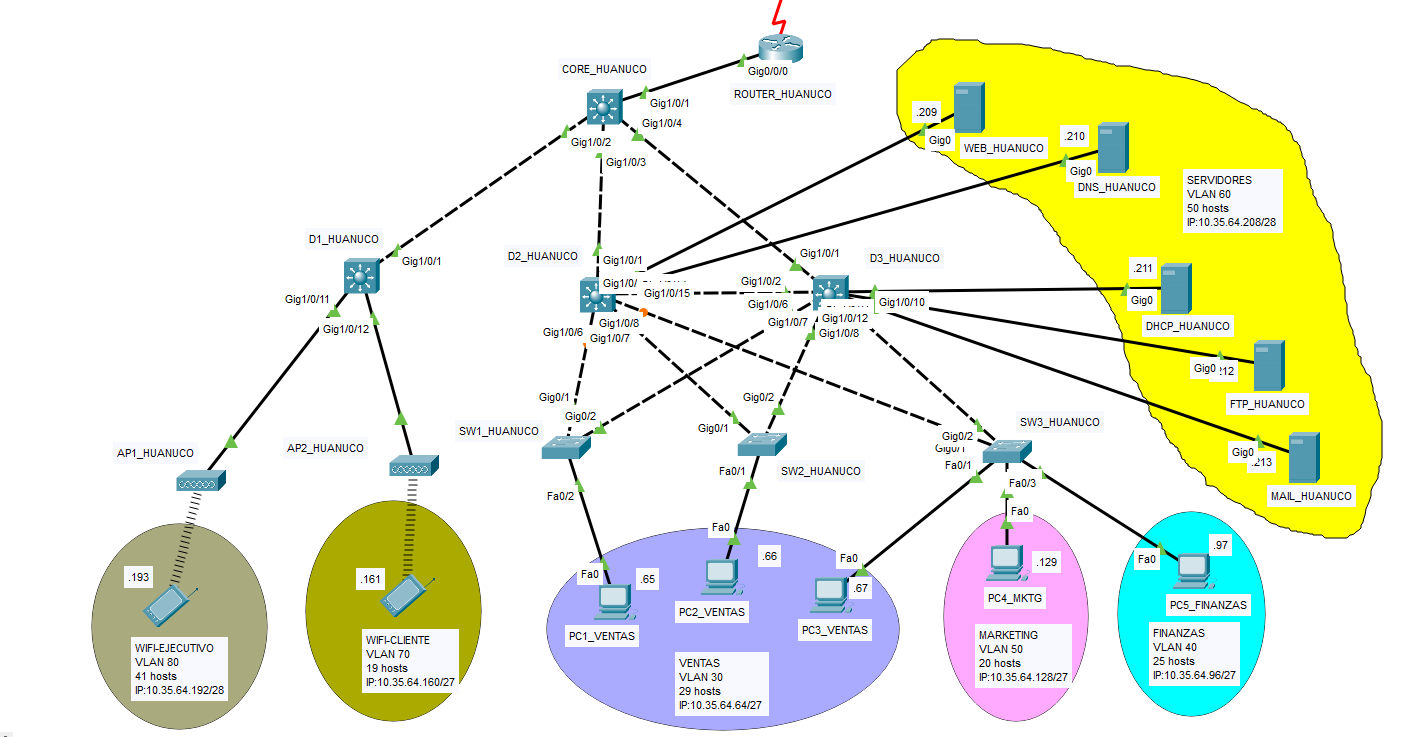 Gig0/0/0
CORE_HUANUCO
ROUTER_HUANUCO
Gig1/0/1
Gig1/0/4
Gig1/0/2
Gig1/0/3
.209
Gig0
WEB_HUANUCO
.210
Gig0
DNS_HUANUCO
SERVIDORES
VLAN 60
50 hosts
IP:10.35.64.208/28
D1_HUANUCO
Gig1/0/1
Gig1/0/11
Gig1/0/12
D2_HUANUCO
Gig1/0/1
Gig1/0/15
Gig1/0/6
Gig1/0/8
Gig1/0/7
D3_HUANUCO
Gig1/0/1
Gig1/0/2
Gig1/0/6
Gig1/0/7
Gig1/0/12
Gig1/0/8
Gig1/0/10
.211
Gig0
DHCP_HUANUCO
Gig0
FTP_HUANUCO
Gig0
.213
MAIL_HUANUCO
Gig0/1
Gig0/2
SW1_HUANUCO
Fa0/2
Gig0/2
Gig0/1
SW2_HUANUCO
Fa0/1
SW3_HUANUCO
Gig0/2
Gig0/1
Fa0/1
Fa0/3
AP1_HUANUCO
AP2_HUANUCO
.193
WIFI-EJECUTIVO
VLAN 80
41 hosts
IP:10.35.64.192/28
.161
WIFI-CLIENTE
VLAN 70
19 hosts
IP:10.35.64.160/27
Fa0
.65
PC1_VENTAS
Fa0
.66
PC2_VENTAS
Fa0
.67
PC3_VENTAS
VENTAS
VLAN 30
29 hosts
IP:10.35.64.64/27
Fa0
.129
PC4_MKTG
MARKETING
VLAN 50
20 hosts
IP:10.35.64.128/27
Fa0
.97
PC5_FINANZAS
FINANZAS
VLAN 40
25 hosts
IP:10.35.64.96/27